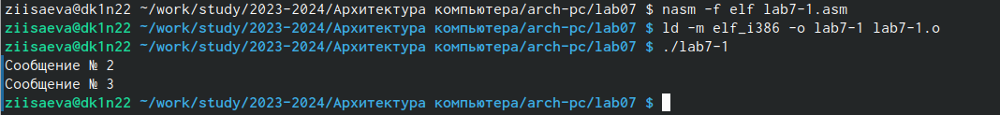 ziisaeva@dk1n22 ~/work/study/2023-2024/Архитектура компьютера/arch-pc/lab07 $ nasm -f elf lab7-1.asm
ziisaeva@dk1n22 ~/work/study/2023-2024/Архитектура компьютера/arch-pc/lab07 $ ld -m elf_i386 -o lab7-1 lab7-1.o
ziisaeva@dk1n22 ~/work/study/2023-2024/Архитектура компьютера/arch-pc/lab07 $ ./lab7-1
Сообщение № 2
Сообщение № 3
ziisaeva@dk1n22 ~/work/study/2023-2024/Архитектура компьютера/arch-pc/lab07 $